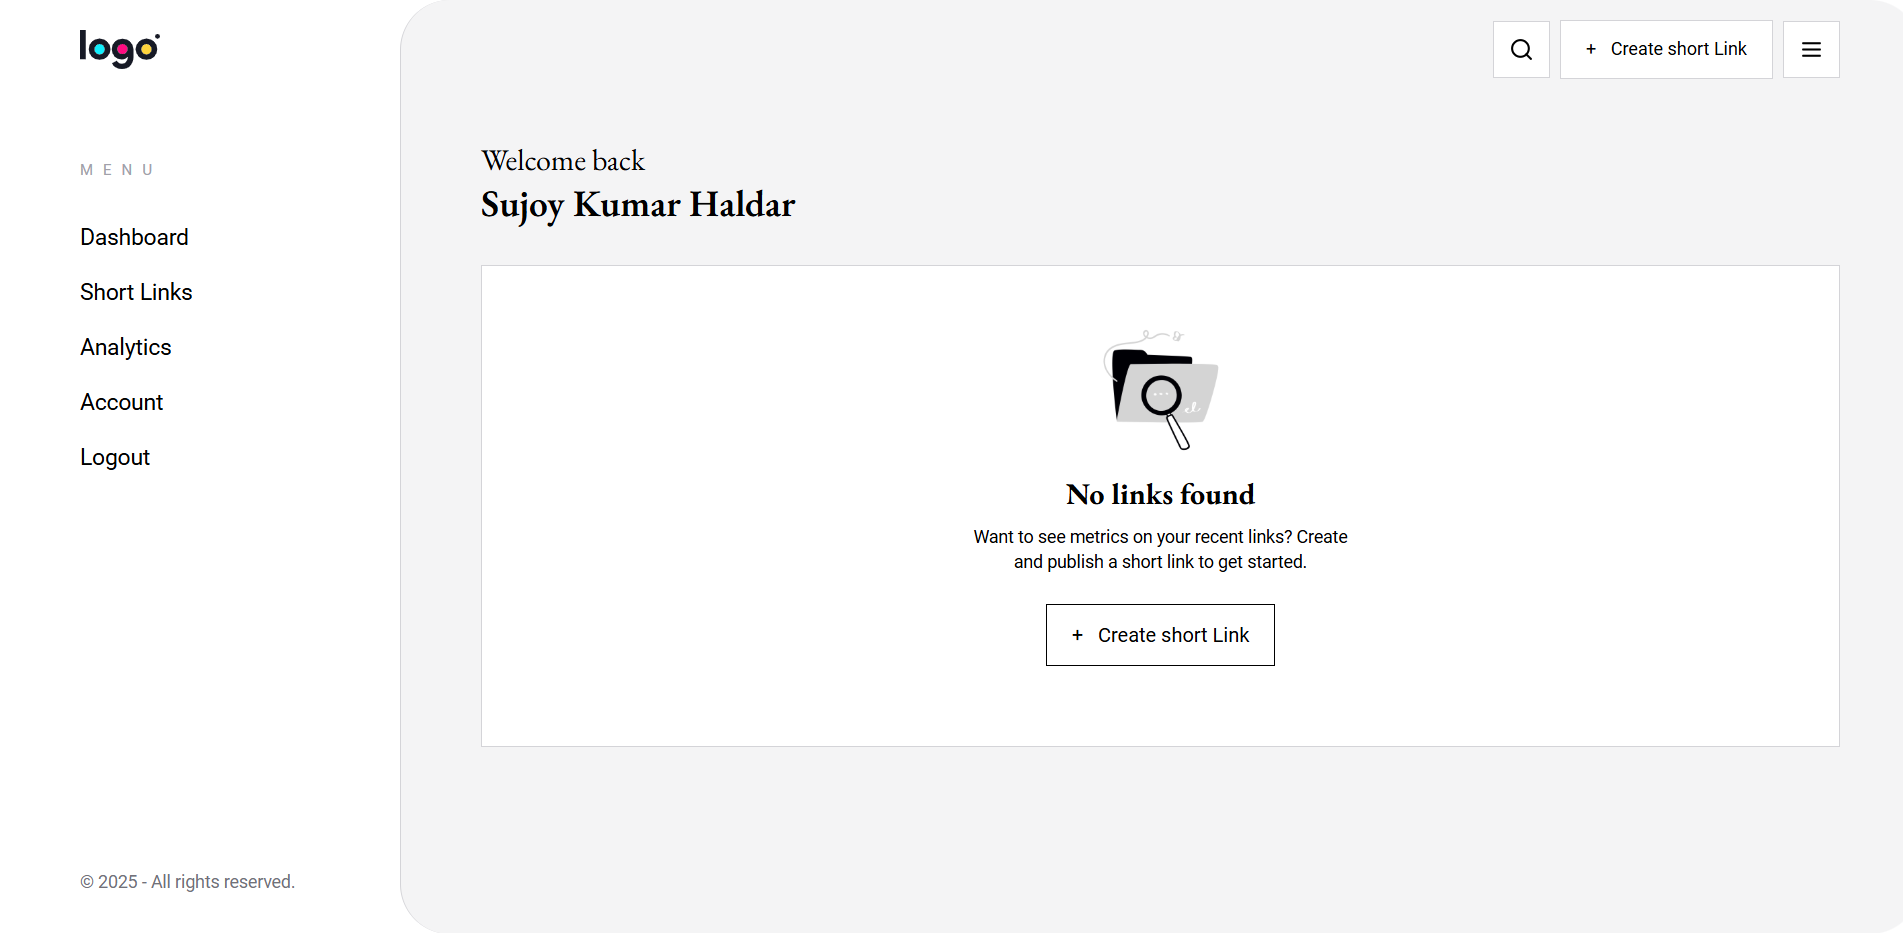 logo
MENU
Dashboard
Short Links
Analytics
Account
Logout
© 2025 - All rights reserved.
+ Create short Link
Welcome back
Sujoy Kumar Haldar
No links found
Want to see metrics on your recent links? Create
and publish a short link to get started.
+ Create short Link